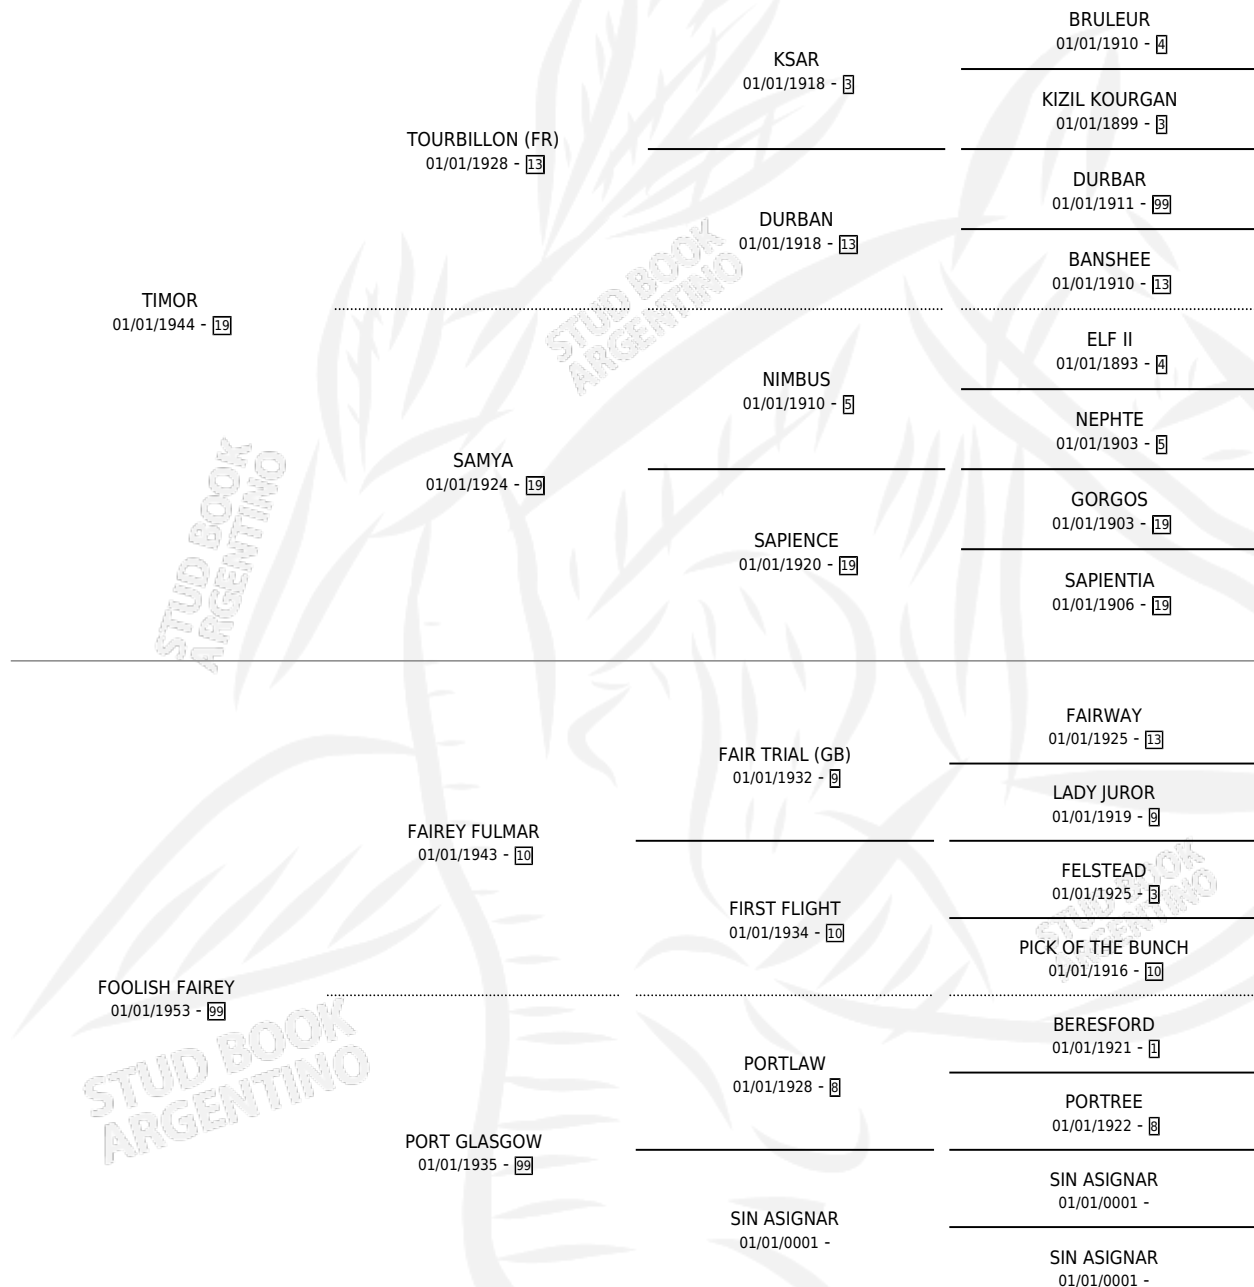 BRULEUR
01/01/1910 - 4
KSAR
01/01/1918 - 3
KIZIL KOURGAN
01/01/1899 - 3
TOURBILLON (FR)
01/01/1928 - 13
DURBAR
01/01/1911 - 99
DURBAN
01/01/1918 - 13
BANSHEE
01/01/1910 - 13
TIMOR
01/01/1944 - 19
ELF II
01/01/1893 - 4
NIMBUS
01/01/1910 - 5
NEPHTE
01/01/1903 - 5
SAMYA
01/01/1924 - 19
GORGOS
01/01/1903 - 19
SAPIENCE
01/01/1920 - 19
SAPIENTIA
01/01/1906 - 19
FAIRWAY
01/01/1925 - 13
FAIR TRIAL (GB)
01/01/1932 - 9
LADY JUROR
01/01/1919 - 9
FAIREY FULMAR
01/01/1943 - 10
FELSTEAD
01/01/1925 - 3
FIRST FLIGHT
01/01/1934 - 10
PICK OF THE BUNCH
01/01/1916 - 10
FOOLISH FAIREY
01/01/1953 - 99
BERESFORD
01/01/1921 - 1
PORTLAW
01/01/1928 - 8
PORTREE
01/01/1922 - 8
PORT GLASGOW
01/01/1935 - 99
SIN ASIGNAR
01/01/0001 -
SIN ASIGNAR
01/01/0001 -
SIN ASIGNAR
01/01/0001 -
STUD BOOK
ARGENTINO
STUD BOOK
ARGENTINO
STUD BOOK
ARGENTINO
STUD BOOK
ARGENTINO